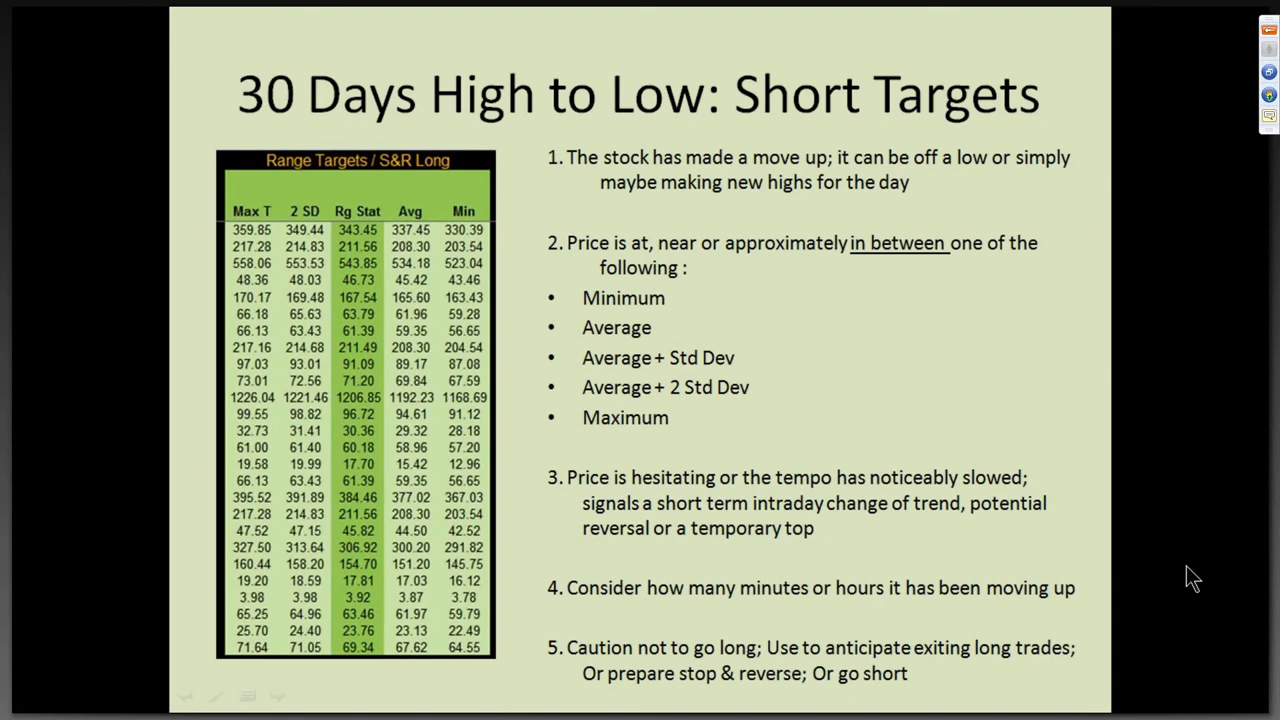 30 Days High to Low: Short Targets
Range Targets / S&R Long
Max T 2 SD Rg Stat Avg Min
359.85 349.44 343.45 337.45 330.39
217.28 214.83 211.56 208.30 203.54
558.06 553.53 543.85 534.18 523.04
48.36 48.03 46.73 45.42 43.46
170.17 169.48 167.54 165.60 163.43
66.18 65.63 63.79 61.96 59.28
66.13 63.43 61.39 59.35 56.65
217.16 214.68 211.49 208.30 204.54
97.03 93.01 91.09 89.17 87.08
73.01 72.56 71.20 69.84 67.59
1226.04 1221.46 1206.85 1192.23 1168.69
99.55 98.82 96.72 94.61 91.12
32.73 31.41 30.36 29.32 28.18
61.00 61.40 60.18 58.96 57.20
19.58 19.99 17.70 15.42 12.96
66.13 63.43 61.39 59.35 56.65
395.52 391.89 384.46 377.02 367.03
217.28 214.83 211.56 208.30 203.54
47.52 47.15 45.82 44.50 42.52
327.50 313.64 306.92 300.20 291.82
160.44 158.20 154.70 151.20 145.75
19.20 18.59 17.81 17.03 16.12
3.98 3.98 3.92 3.87 3.78
65.25 64.96 63.46 61.97 59.79
25.70 24.40 23.76 23.13 22.49
71.64 71.05 69.34 67.62 64.55
1. The stock has made a move up; it can be off a low or simply
maybe making new highs for the day
2. Price is at, near or approximately in between one of the
following :
• Minimum
• Average
• Average + Std Dev
• Average + 2 Std Dev
• Maximum
3. Price is hesitating or the tempo has noticeably slowed;
signals a short term intraday change of trend, potential
reversal or a temporary top
4. Consider how many minutes or hours it has been moving up
5. Caution not to go long; Use to anticipate exiting long trades;
Or prepare stop & reverse; Or go short